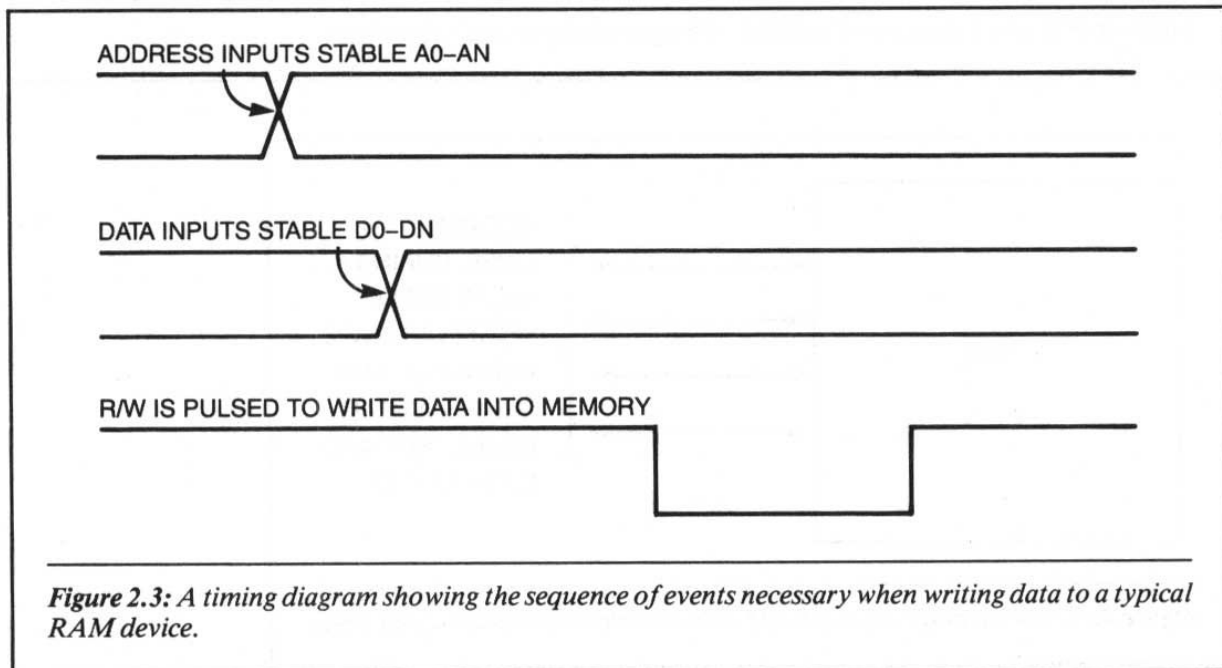 ADDRESS INPUTS STABLE A0–AN
DATA INPUTS STABLE D0–DN
R/W IS PULSED TO WRITE DATA INTO MEMORY
Figure 2.3: A timing diagram showing the sequence of events necessary when writing data to a typical
RAM device.